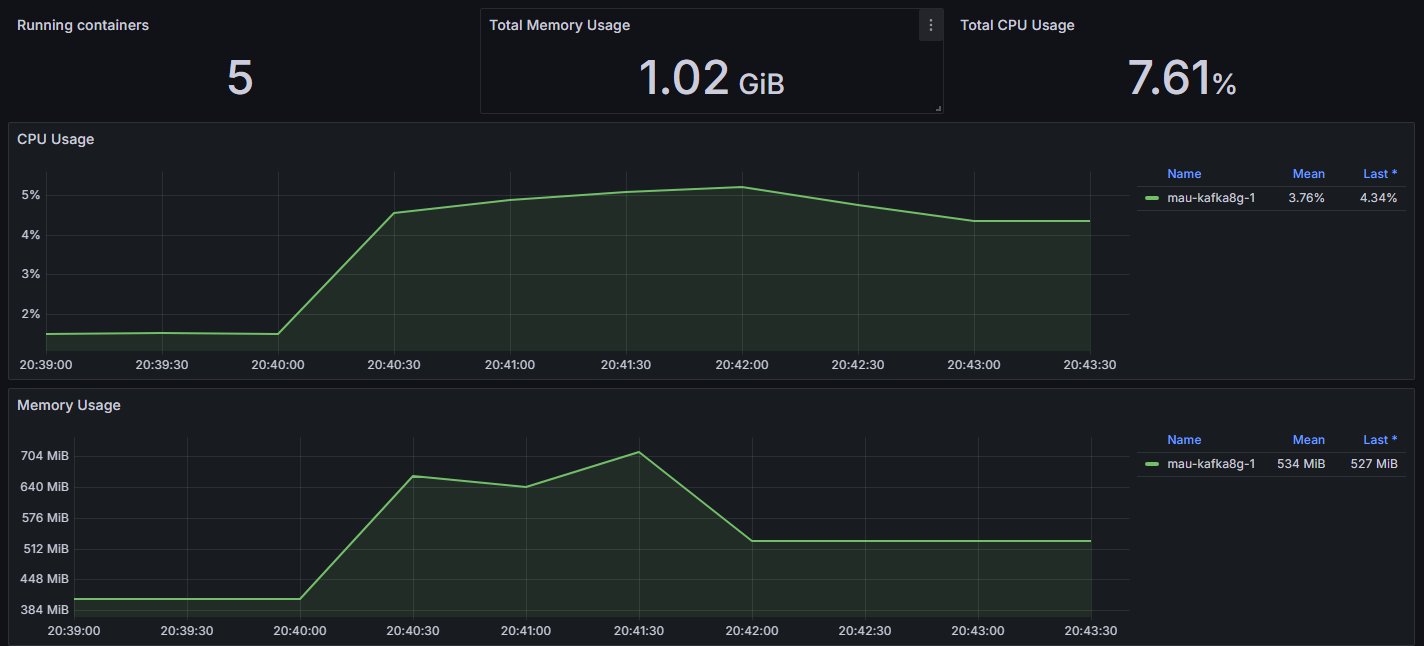 Running containers
5
Total Memory Usage
1.02 GiB
Total CPU Usage
7.61%
CPU Usage
5%
4%
3%
2%
20:39:00 20:39:30 20:40:00 20:40:30 20:41:00 20:41:30 20:42:00 20:42:30 20:43:00 20:43:30
Name Mean Last *
mau-kafka8g-1 3.76% 4.34%
Memory Usage
704 MiB
640 MiB
576 MiB
512 MiB
448 MiB
384 MiB
20:39:00 20:39:30 20:40:00 20:40:30 20:41:00 20:41:30 20:42:00 20:42:30 20:43:00 20:43:30
Name Mean Last *
mau-kafka8g-1 534 MiB 527 MiB